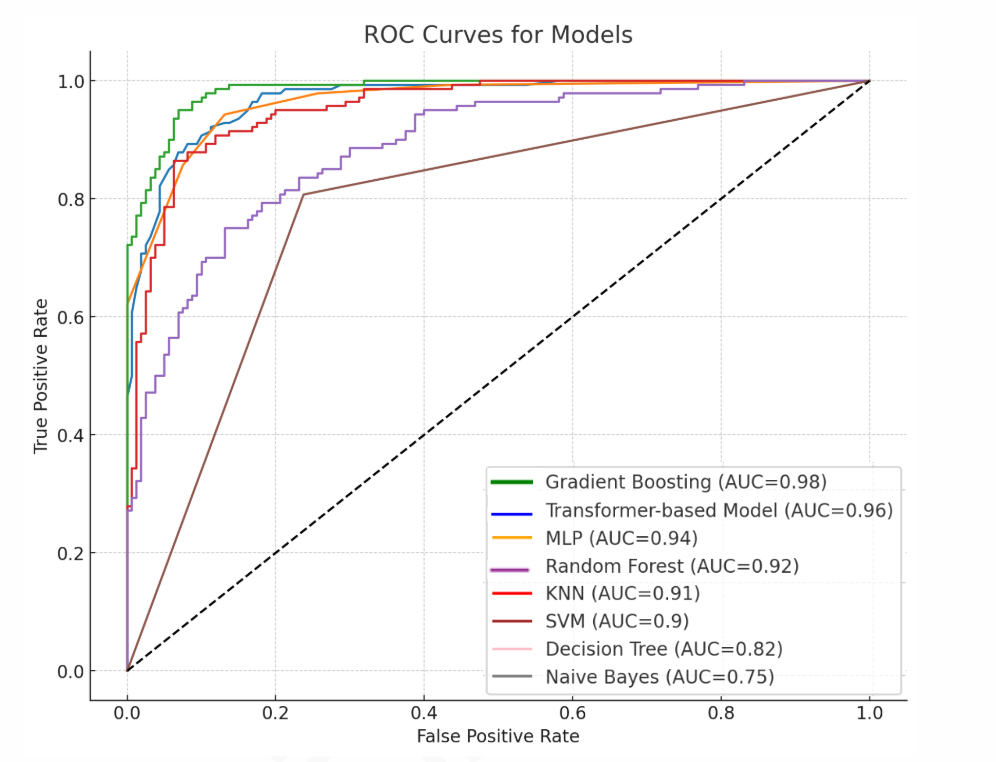 ROC Curves for Models
1.0
0.8
0.6
0.4
0.2
0.0
True Positive Rate
Gradient Boosting (AUC=0.98)
Transformer-based Model (AUC=0.96)
MLP (AUC=0.94)
Random Forest (AUC=0.92)
KNN (AUC=0.91)
SVM (AUC=0.9)
Decision Tree (AUC=0.82)
Naive Bayes (AUC=0.75)
0.0 0.2 0.4 0.6 0.8 1.0
False Positive Rate